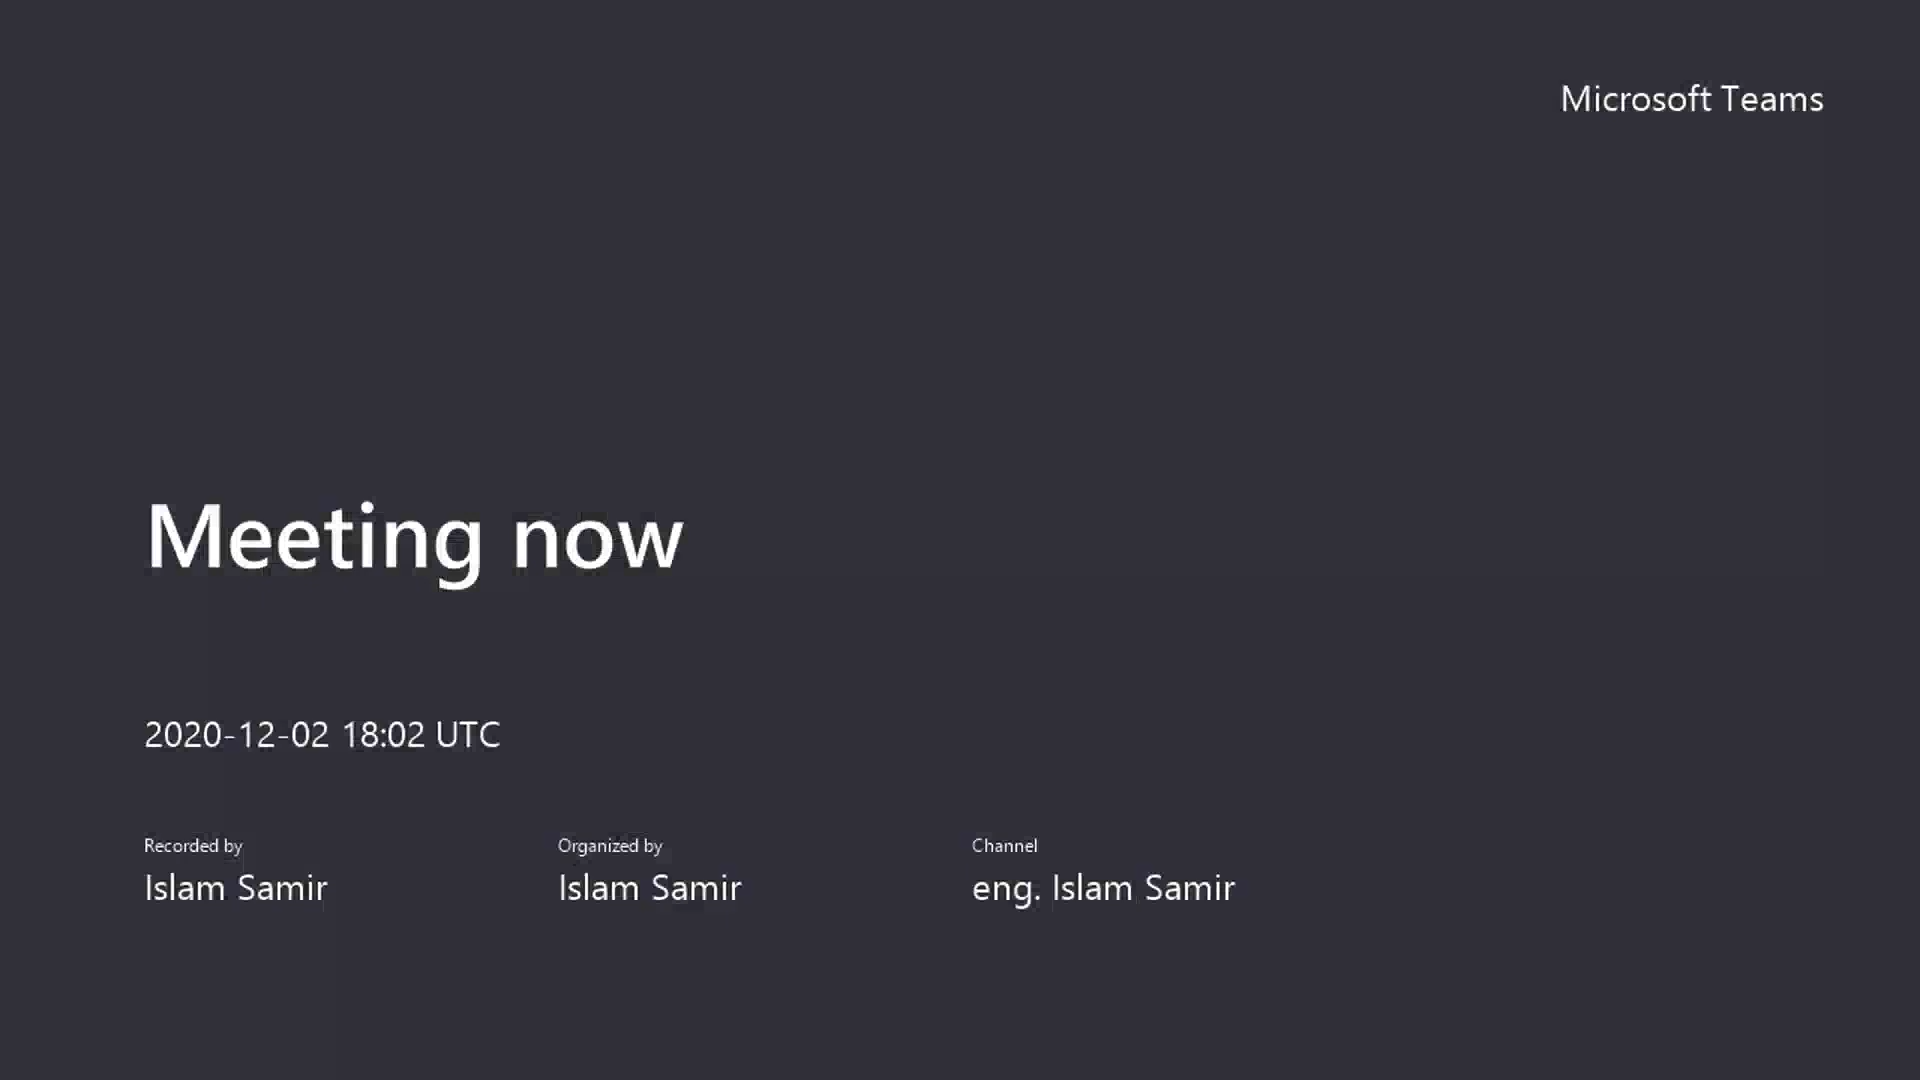 Microsoft Teams
Meeting now
2020-12-02 18:02 UTC
Recorded by
Islam Samir
Organized by
Islam Samir
Channel
eng. Islam Samir